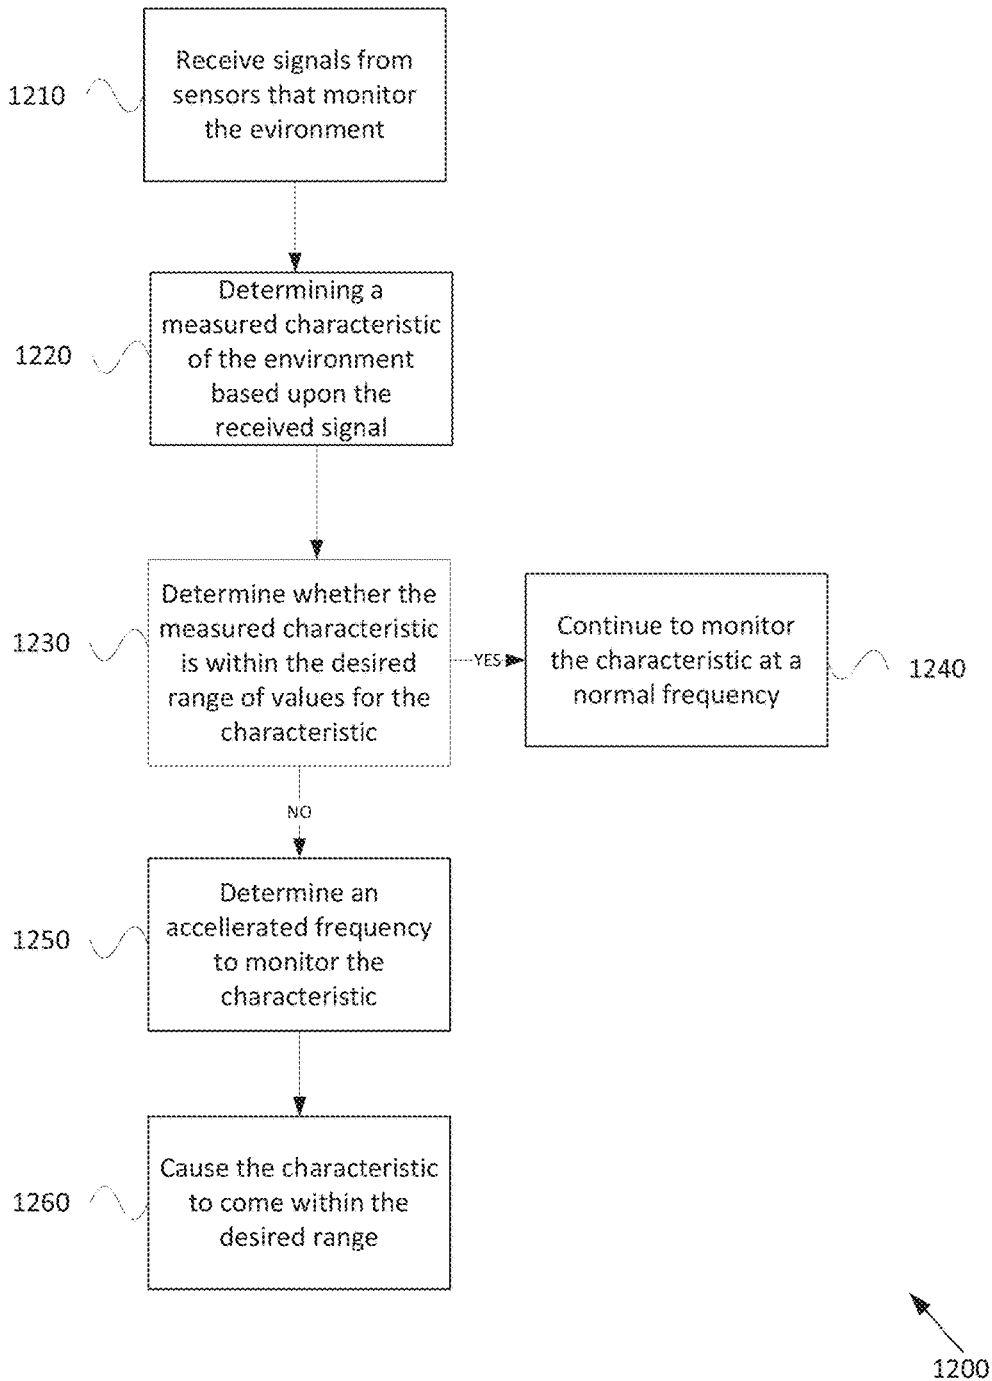 1210
Receive signals from
sensors that monitor
the evironment
1220
Determining a
measured characteristic
of the environment
based upon the
received signal
1230
Determine whether the
measured characteristic
is within the desired
range of values for the
characteristic
YES
Continue to monitor
the characteristic at a
normal frequency
1240
NO
1250
Determine an
accellerated frequency
to monitor the
characteristic
1260
Cause the characteristic
to come within the
desired range
1200